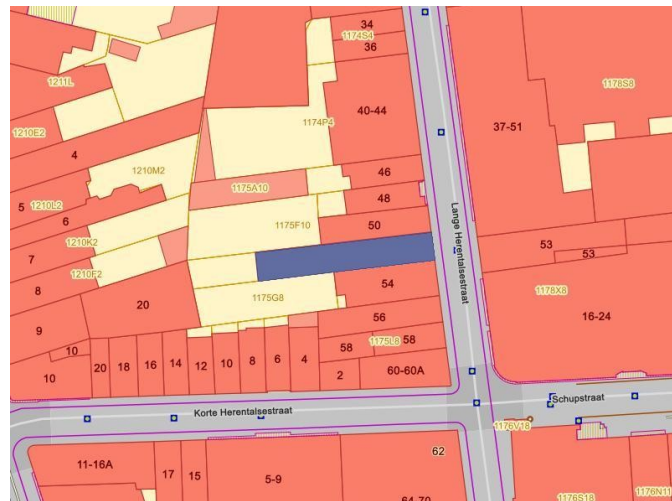 34
1174S4
36
1211L
1178S8
40-44
1210E2
1174P4
37-51
4
1210M2
46
1175A10
48
5
1210L2
6
1175F10
50
Lange Herentalsestraat
7
1210K2
53
53
1210F2
8
1178X8
20
1175G8
54
16-24
9
56
10
20
18
16
14
12
10
8
6
4
58
1175L8
58
10
2
60-60A
Korte Herentalsestraat
Schupstraat
1176V18
62
11-16A
17
15
5-9
64-70
1176S18
1176N11